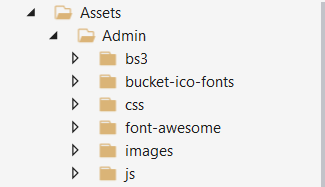 Assets
Admin
bs3
bucket-ico-fonts
css
font-awesome
images
js